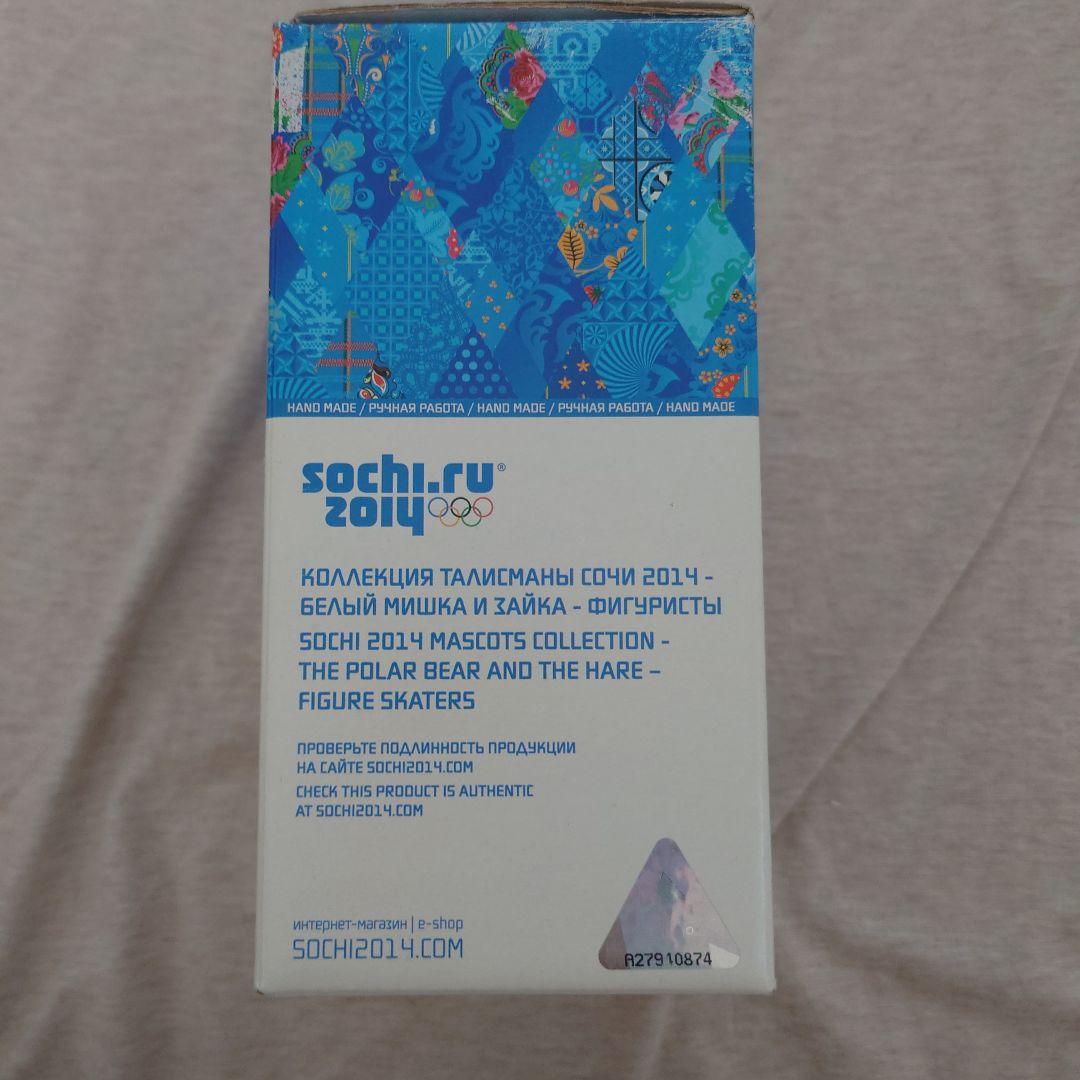 HAND MADE / РУЧНАЯ РАБОТА / HAND MADE / РУЧНАЯ РАБОТА / HAND MADE
sochi.ru®
2014
КОЛЛЕКЦИЯ ТАЛИСМАНЫ СОЧИ 2014 -
БЕЛЫЙ МИШКА И ЗАЙКА - ФИГУРИСТЫ
SOCHI 2014 MASCOTS COLLECTION -
THE POLAR BEAR AND THE HARE –
FIGURE SKATERS
ПРОВЕРЬТЕ ПОДЛИННОСТЬ ПРОДУКЦИИ
НА САЙТЕ SOCHI2014.COM
CHECK THIS PRODUCT IS AUTHENTIC
AT SOCHI2014.COM
интернет-магазин | e-shop
SOCHI2014.COM
A27910874